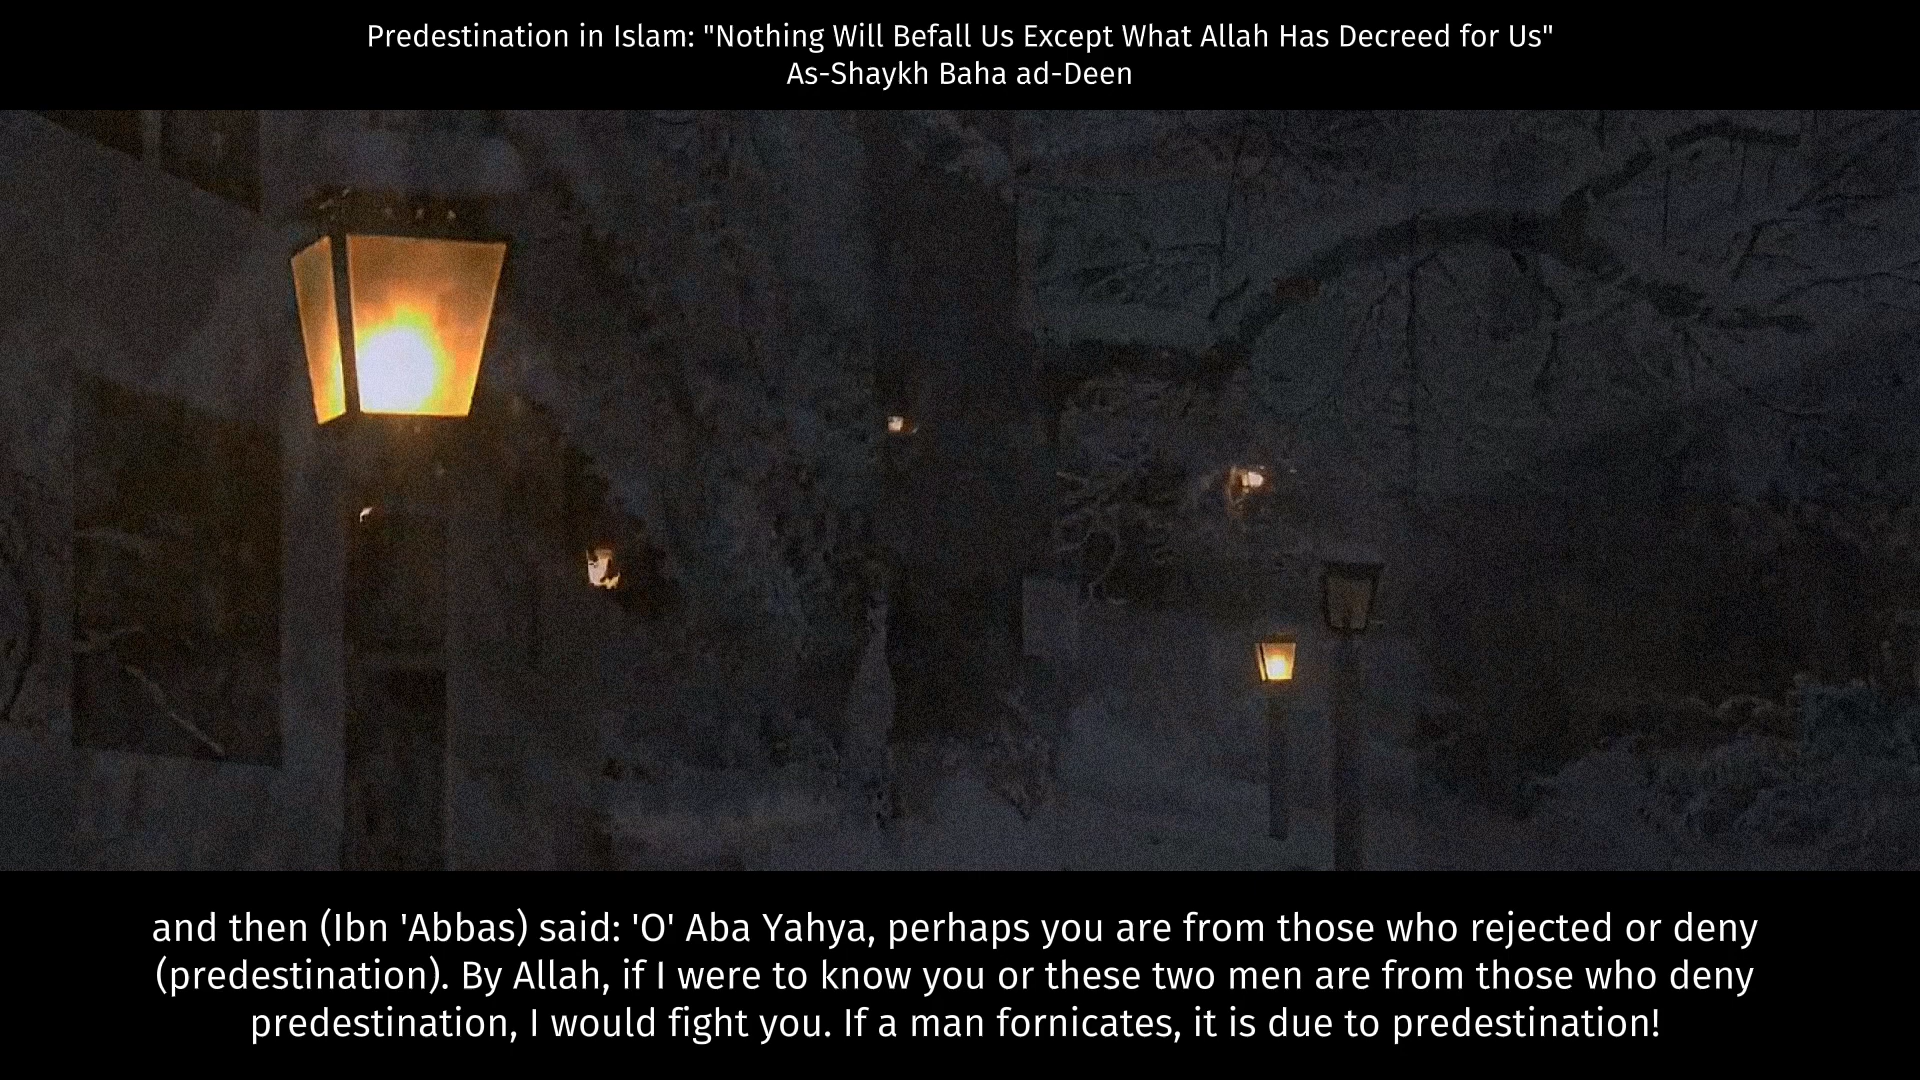 Predestination in Islam: "Nothing Will Befall Us Except What Allah Has Decreed for Us"
As-Shaykh Baha ad-Deen
and then (Ibn 'Abbas) said: 'O' Aba Yahya, perhaps you are from those who rejected or deny
(predestination). By Allah, if I were to know you or these two men are from those who deny
predestination, I would fight you. If a man fornicates, it is due to predestination!